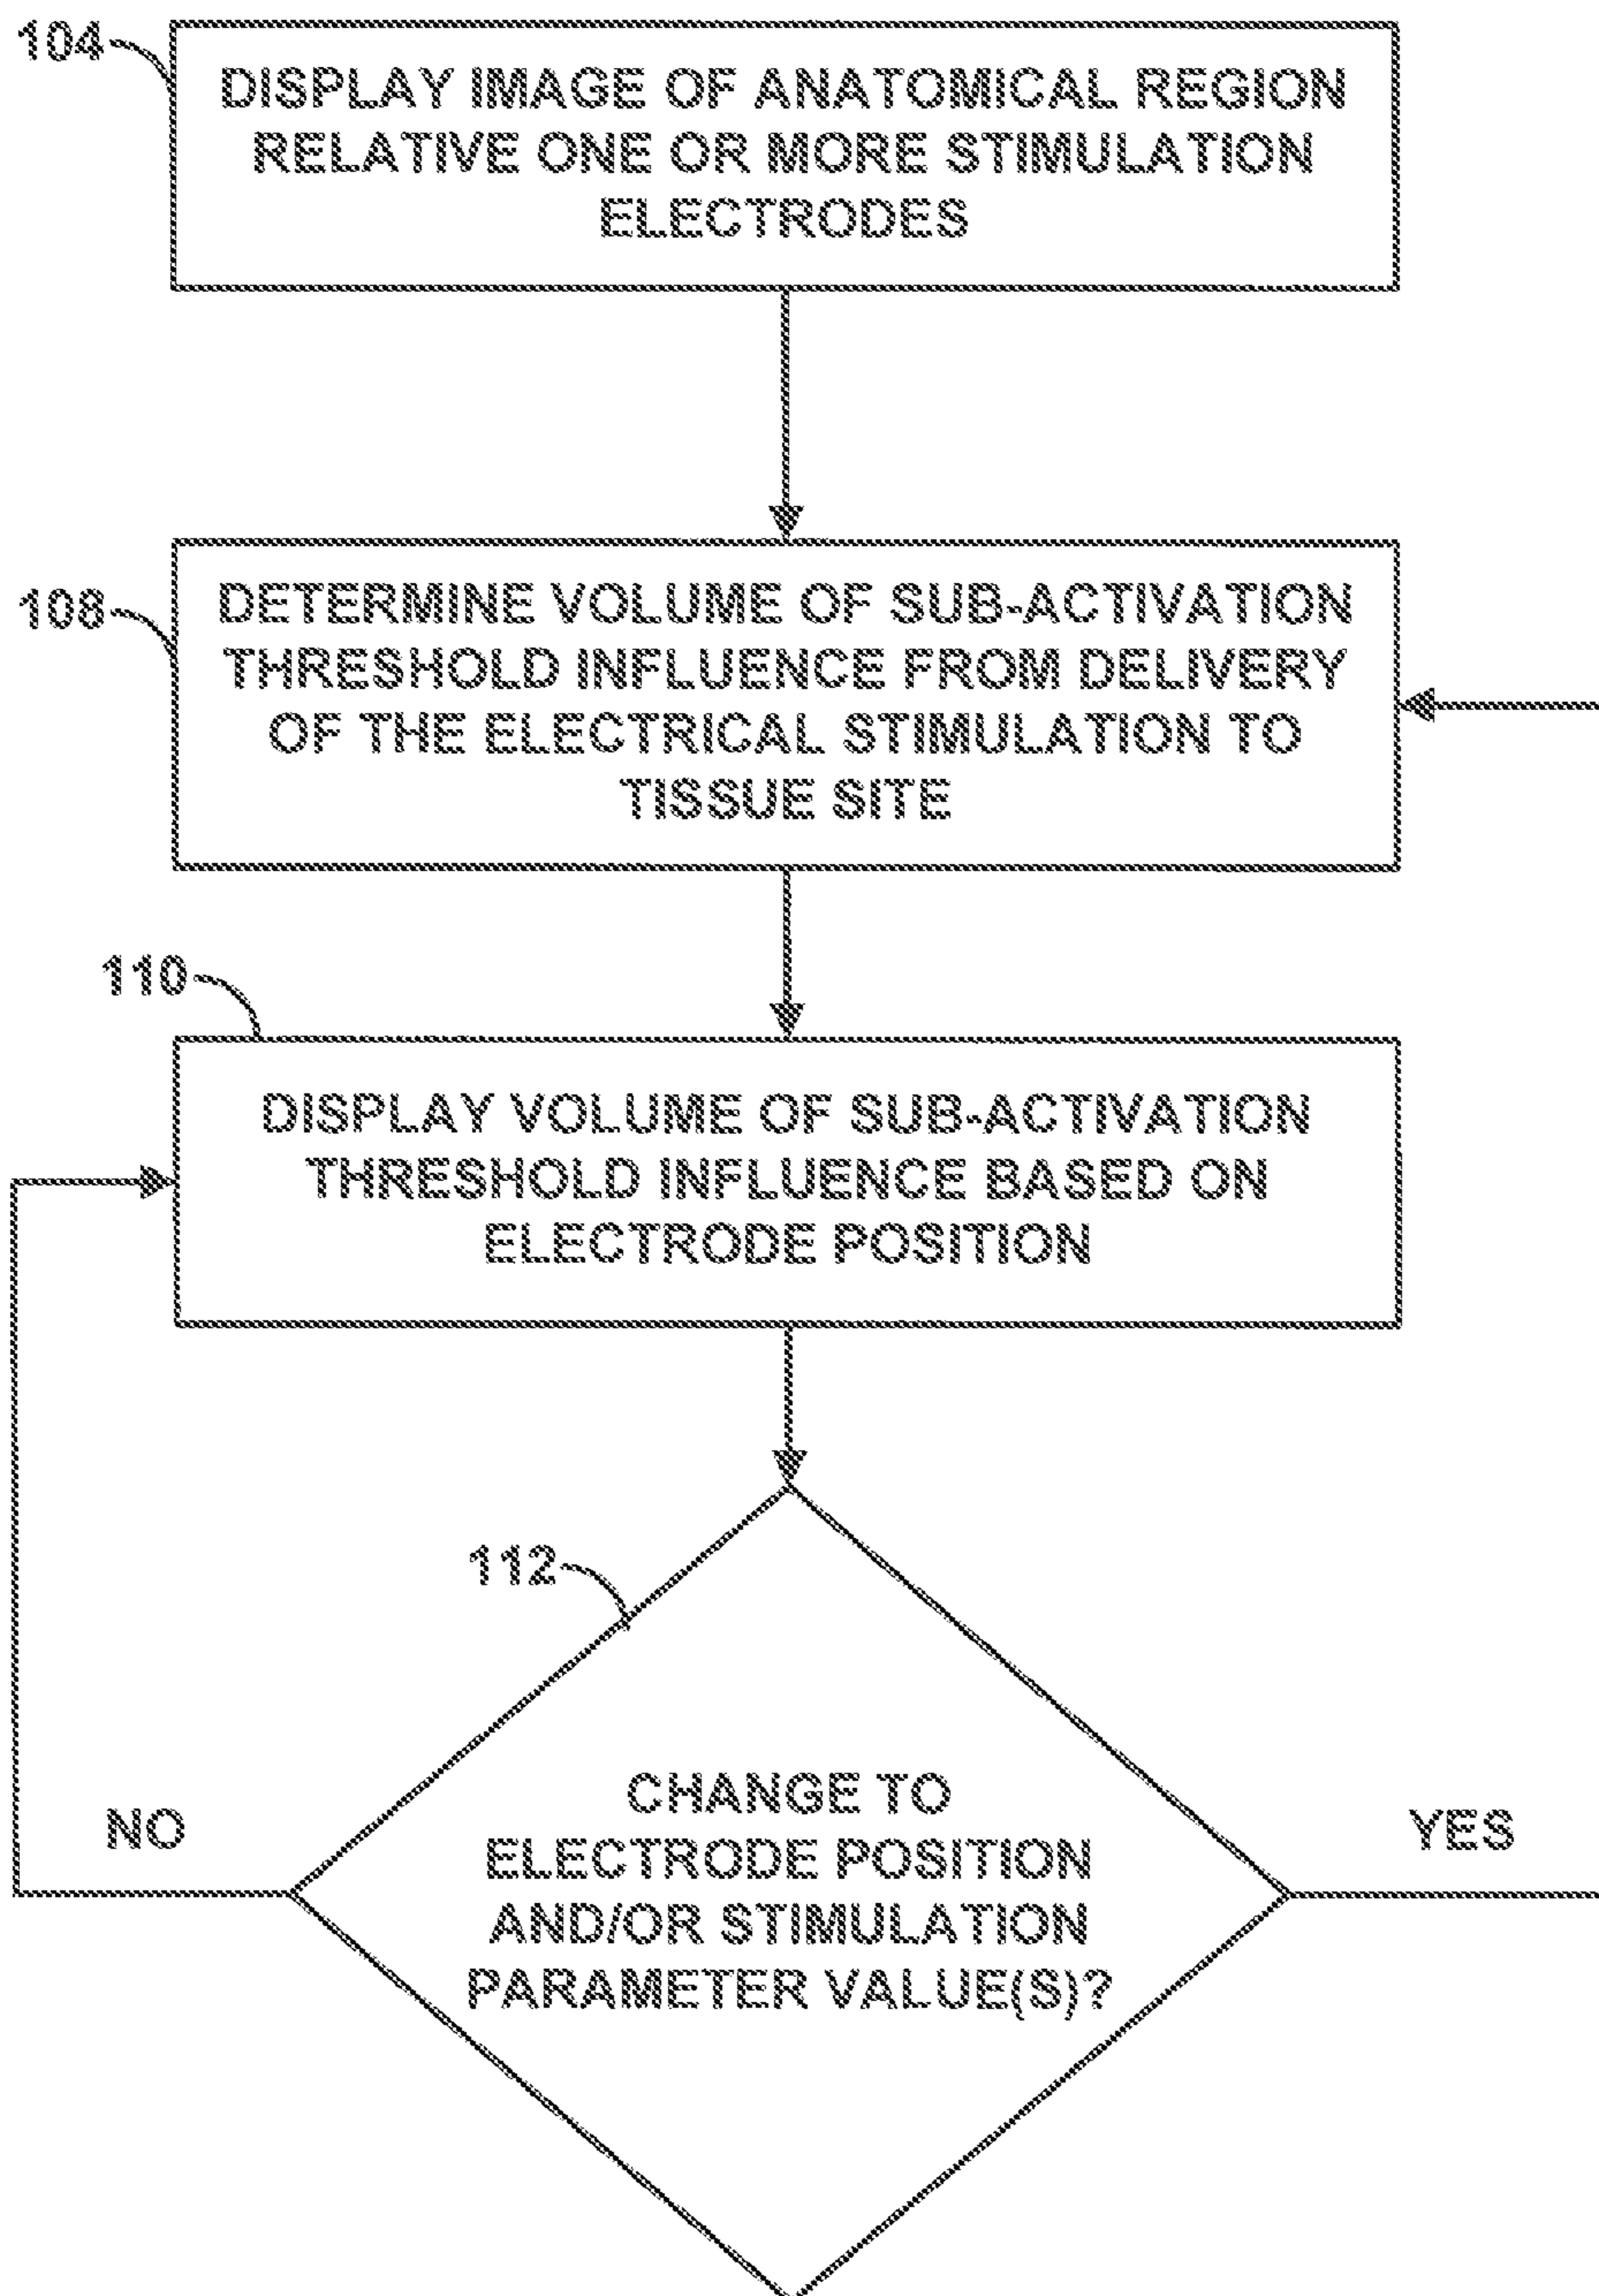 104
DISPLAY IMAGE OF ANATOMICAL REGION
RELATIVE ONE OR MORE STIMULATION
ELECTRODES
108
DETERMINE VOLUME OF SUB-ACTIVATION
THRESHOLD INFLUENCE FROM DELIVERY
OF THE ELECTRICAL STIMULATION TO
TISSUE SITE
110
DISPLAY VOLUME OF SUB-ACTIVATION
THRESHOLD INFLUENCE BASED ON
ELECTRODE POSITION
112
CHANGE TO
ELECTRODE POSITION
AND/OR STIMULATION
PARAMETER VALUE(S)?
NO
YES